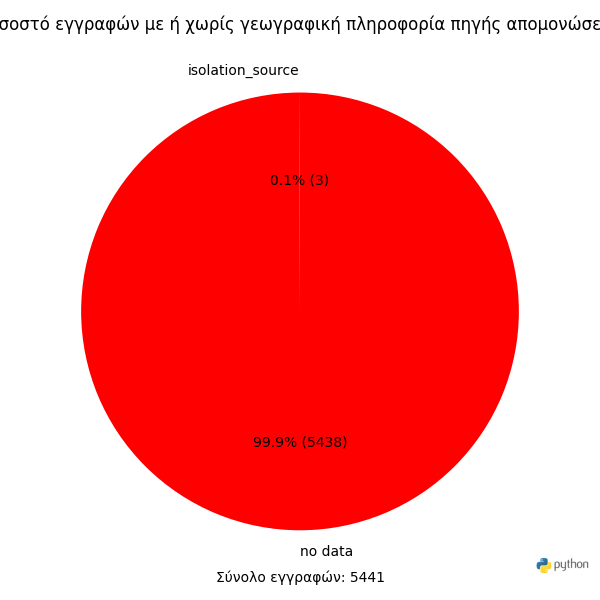 σοστό εγγραφών με ή χωρίς γεωγραφική πληροφορία πηγής απομονώσε
isolation_source
0.1% (3)
99.9% (5438)
no data
Σύνολο εγγραφών: 5441
python